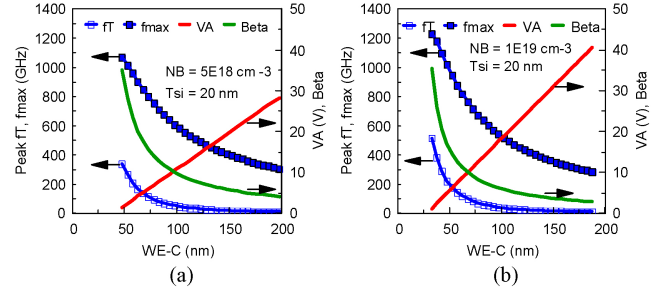 1400 50
fT fmax VA Beta
1200
40
1000
NB = 5E18 cm -3
Tsi = 20 nm
30
800
600
20
400
10
200
0 0
0 50 100 150 200
WE-C (nm)
Peak fT, fmax (GHz)
VA (V), Beta
(a)
1400 50
fT fmax VA Beta
1200
40
1000
NB = 1E19 cm-3
Tsi = 20 nm
30
800
600
20
400
10
200
0 0
0 50 100 150 200
WE-C (nm)
Peak fT, fmax (GHz)
VA (V), Beta
(b)